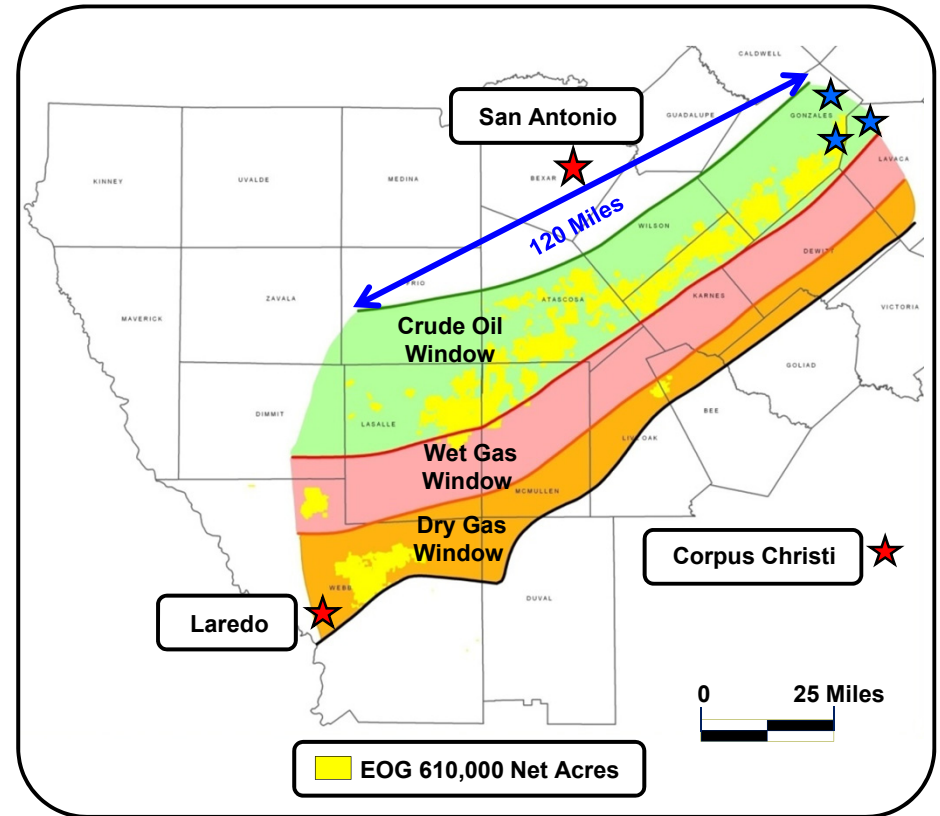 CALDWELL
San Antonio
GUADALUPE
GONZALES
KINNEY
UVALDE
MEDINA
BEXAR
LAVACA
120 Miles
WILSON
DEWITT
FRIO
ZAVALA
ATASCOSA
KARNES
MAVERICK
VICTORIA
Crude Oil
Window
GOLIAD
DIMMIT
LASALLE
BEE
LIVE OAK
Wet Gas
Window
MCMULLEN
Dry Gas
Window
Corpus Christi
WEBB
DUVAL
Laredo
0 25 Miles
EOG 610,000 Net Acres